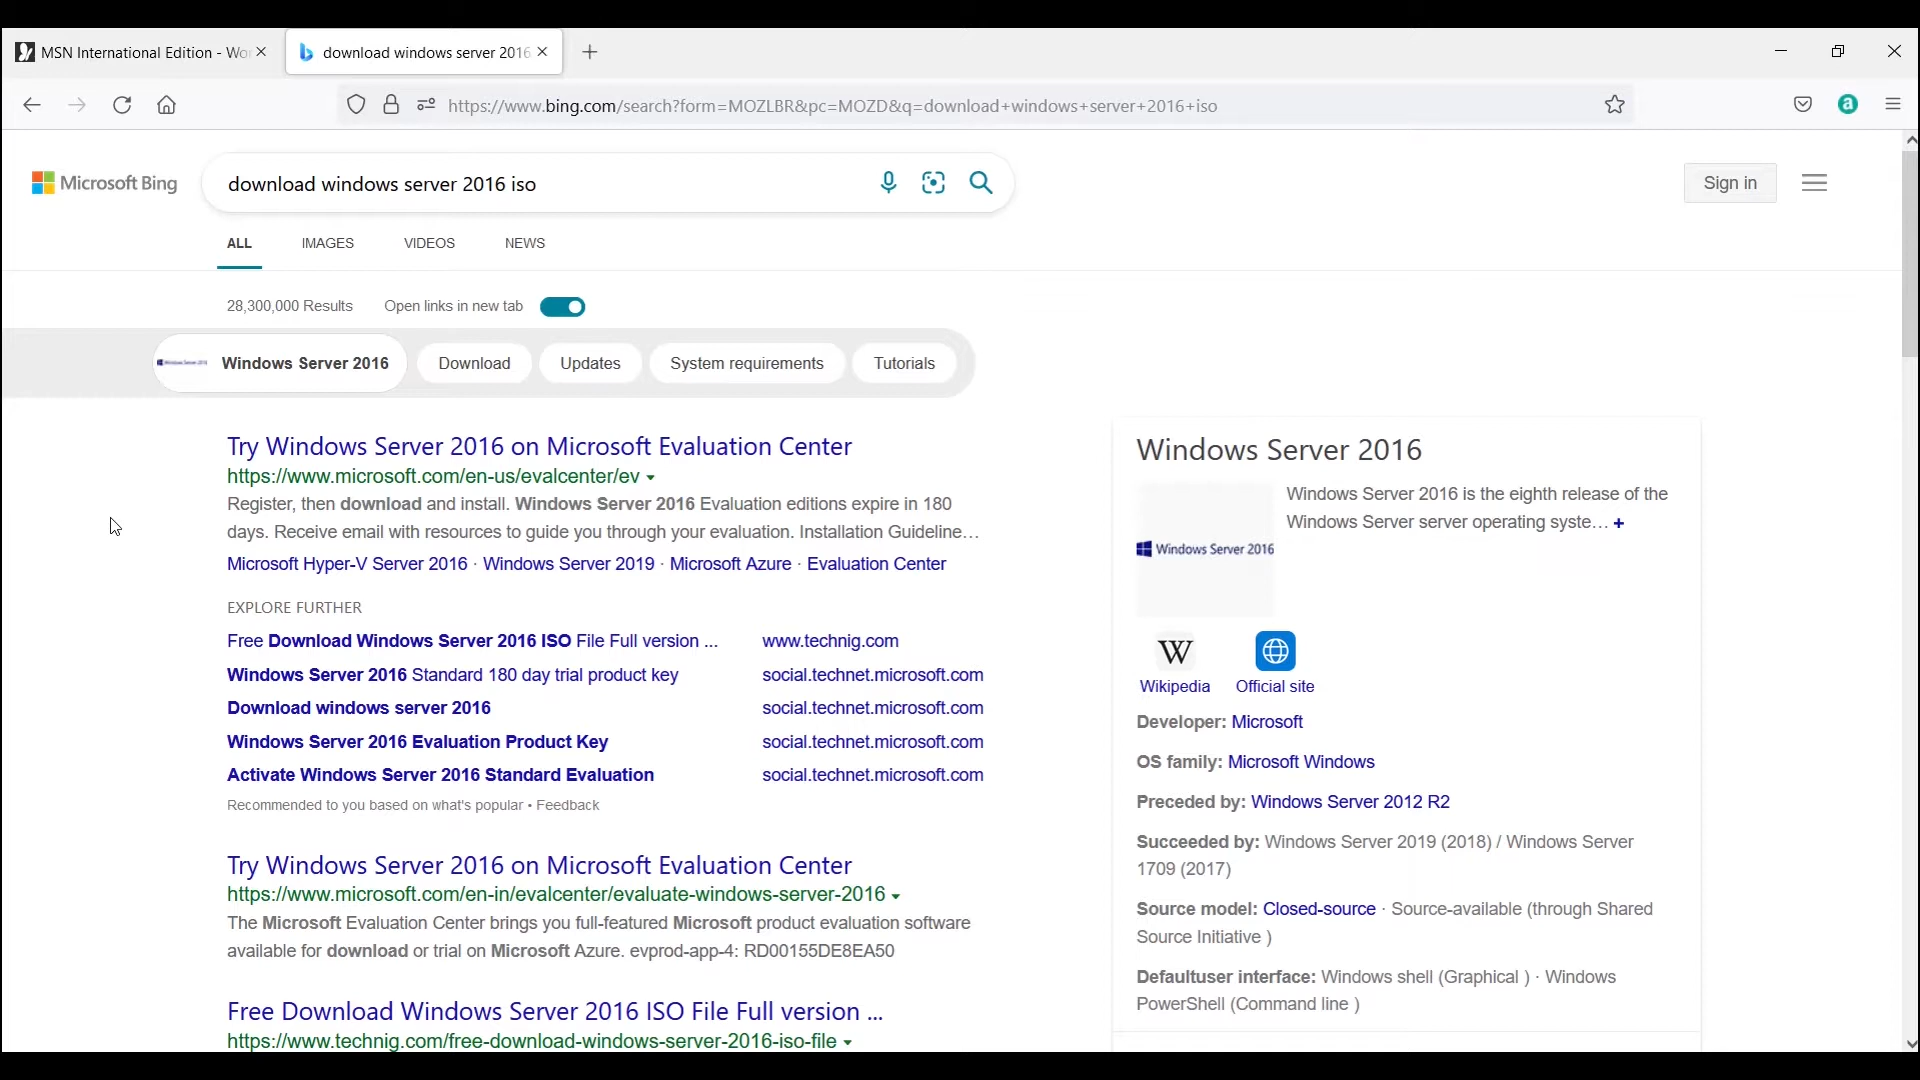 MSN International Edition - Wo
download windows server 2016
https://www.bing.com/search?form=MOZLBR&pc=MOZD&q=download+windows+server+2016+iso
a
Microsoft Bing
download windows server 2016 iso
Sign in
ALL
IMAGES
VIDEOS
NEWS
28,300,000 Results
Open links in new tab
Windows Server 2016
Download
Updates
System requirements
Tutorials
Try Windows Server 2016 on Microsoft Evaluation Center
https://www.microsoft.com/en-us/evalcenter/ev
Register, then download and install. Windows Server 2016 Evaluation editions expire in 180
days. Receive email with resources to guide you through your evaluation. Installation Guideline…
Microsoft Hyper-V Server 2016 · Windows Server 2019 · Microsoft Azure · Evaluation Center
EXPLORE FURTHER
Free Download Windows Server 2016 ISO File Full version ... www.technig.com
Windows Server 2016 Standard 180 day trial product key social.technet.microsoft.com
Download windows server 2016 social.technet.microsoft.com
Windows Server 2016 Evaluation Product Key social.technet.microsoft.com
Activate Windows Server 2016 Standard Evaluation social.technet.microsoft.com
Recommended to you based on what's popular • Feedback
Try Windows Server 2016 on Microsoft Evaluation Center
https://www.microsoft.com/en-in/evalcenter/evaluate-windows-server-2016
The Microsoft Evaluation Center brings you full-featured Microsoft product evaluation software
available for download or trial on Microsoft Azure. evprod-app-4: RD00155DE8EA50
Free Download Windows Server 2016 ISO File Full version ...
https://www.technig.com/free-download-windows-server-2016-iso-file
Windows Server 2016
Windows Server 2016 is the eighth release of the
Windows Server server operating syste… +
Windows Server 2016
W
Wikipedia
Official site
Developer: Microsoft
OS family: Microsoft Windows
Preceded by: Windows Server 2012 R2
Succeeded by: Windows Server 2019 (2018) / Windows Server
1709 (2017)
Source model: Closed-source · Source-available (through Shared
Source Initiative )
Defaultuser interface: Windows shell (Graphical ) · Windows
PowerShell (Command line )